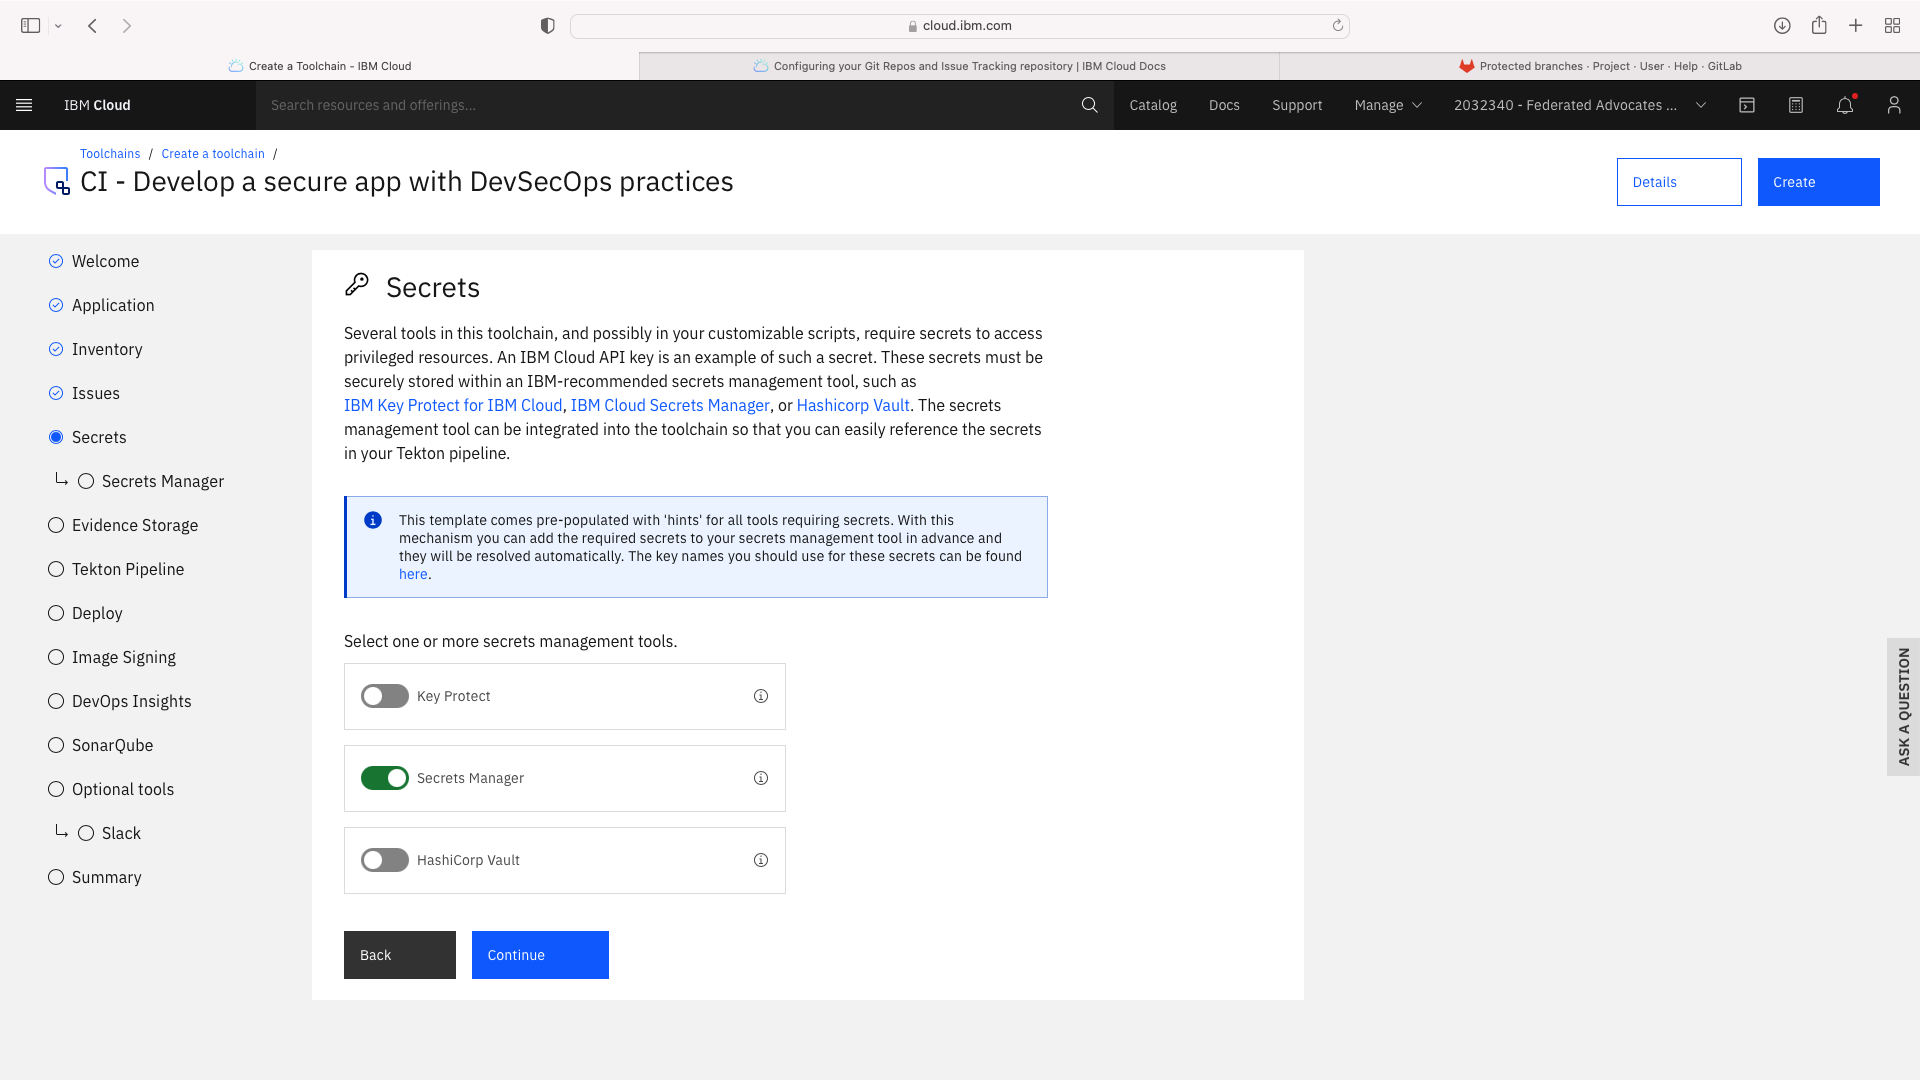 cloud.ibm.com
Create a Toolchain - IBM Cloud
Configuring your Git Repos and Issue Tracking repository | IBM Cloud Docs
Protected branches · Project · User · Help · GitLab
IBM Cloud
Search resources and offerings...
Catalog
Docs
Support
Manage
2032340 - Federated Advocates ...
Toolchains / Create a toolchain /
CI - Develop a secure app with DevSecOps practices
Details
Create
Welcome
Application
Inventory
Issues
Secrets
Secrets Manager
Evidence Storage
Tekton Pipeline
Deploy
Image Signing
DevOps Insights
SonarQube
Optional tools
Slack
Summary
Secrets
Several tools in this toolchain, and possibly in your customizable scripts, require secrets to access
privileged resources. An IBM Cloud API key is an example of such a secret. These secrets must be
securely stored within an IBM-recommended secrets management tool, such as
IBM Key Protect for IBM Cloud, IBM Cloud Secrets Manager, or Hashicorp Vault. The secrets
management tool can be integrated into the toolchain so that you can easily reference the secrets
in your Tekton pipeline.
This template comes pre-populated with 'hints' for all tools requiring secrets. With this
mechanism you can add the required secrets to your secrets management tool in advance and
they will be resolved automatically. The key names you should use for these secrets can be found
here.
Select one or more secrets management tools.
Key Protect
Secrets Manager
HashiCorp Vault
Back
Continue
ASK A QUESTION